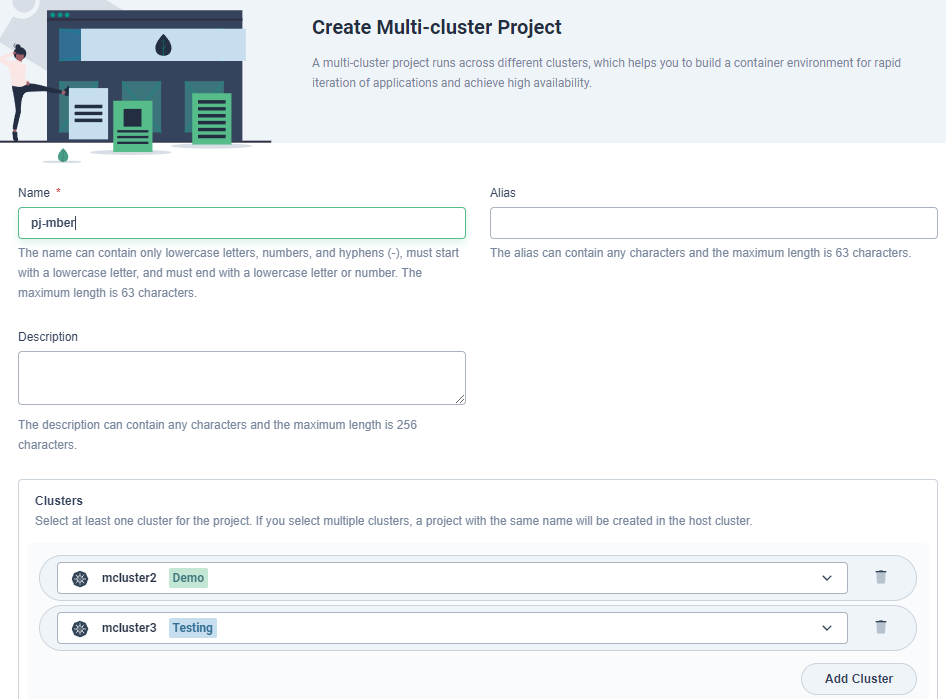 Create Multi-cluster Project
A multi-cluster project runs across different clusters, which helps you to build a container environment for rapid
iteration of applications and achieve high availability.
Name *
pj-mber
The name can contain only lowercase letters, numbers, and hyphens (-), must start
with a lowercase letter, and must end with a lowercase letter or number. The
maximum length is 63 characters.
Alias
The alias can contain any characters and the maximum length is 63 characters.
Description
The description can contain any characters and the maximum length is 256
characters.
Clusters
Select at least one cluster for the project. If you select multiple clusters, a project with the same name will be created in the host cluster.
mcluster2 Demo
mcluster3 Testing
Add Cluster